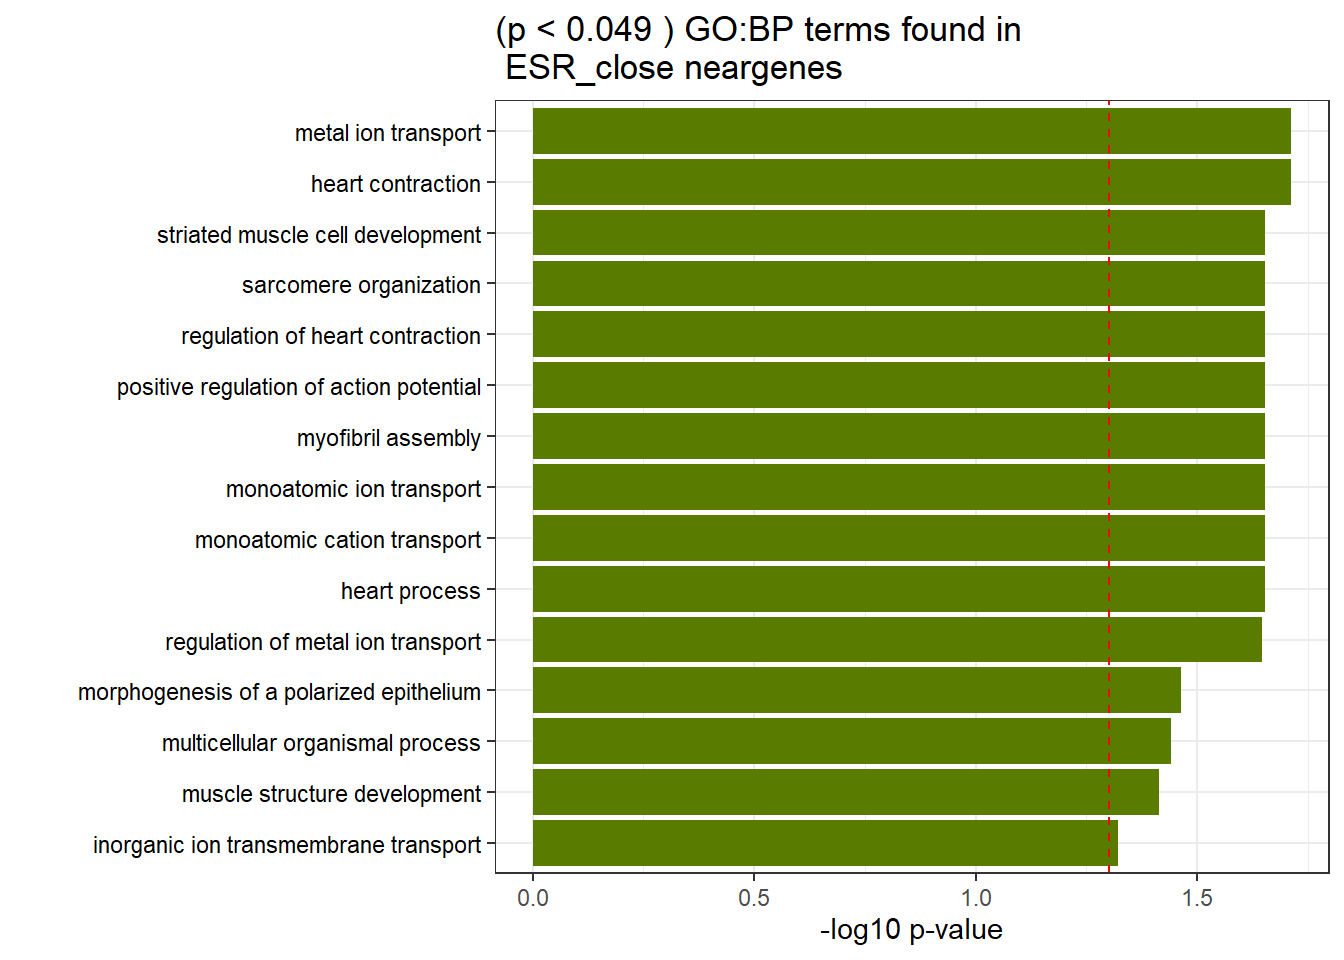 (p < 0.049 ) GO:BP terms found in
ESR_close neargenes
metal ion transport
heart contraction
striated muscle cell development
sarcomere organization
regulation of heart contraction
positive regulation of action potential
myofibril assembly
monoatomic ion transport
monoatomic cation transport
heart process
regulation of metal ion transport
morphogenesis of a polarized epithelium
multicellular organismal process
muscle structure development
inorganic ion transmembrane transport
0.0 0.5 1.0 1.5
-log10 p-value